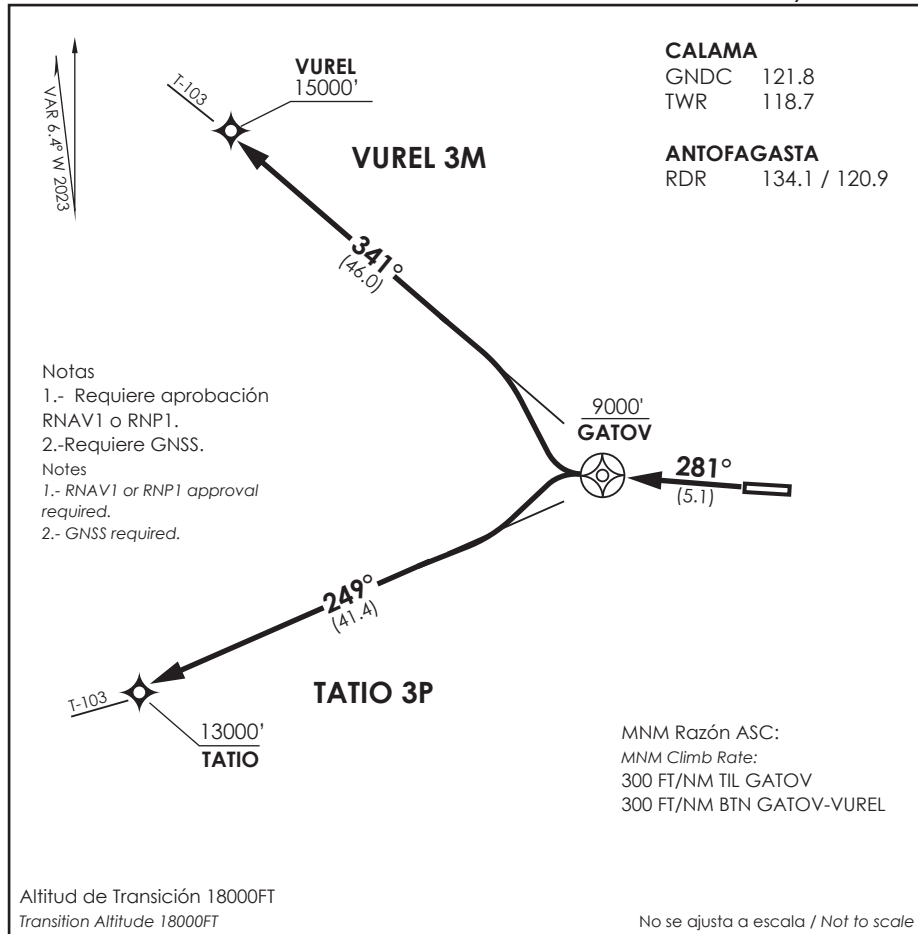 VAR 6.4° W 2023
T-103
VUREL
15000'
VUREL 3M
CALAMA
GNDC 121.8
TWR 118.7
ANTOFAGASTA
RDR 134.1 / 120.9
341°
(46.0)
Notas
1.- Requiere aprobación
RNAV1 o RNP1.
2.-Requiere GNSS.
Notes
1.- RNAV1 or RNP1 approval
required.
2.- GNSS required.
9000'
GATOV
281°
(5.1)
249°
(41.4)
TATIO 3P
T-103
13000'
TATIO
MNM Razón ASC:
MNM Climb Rate:
300 FT/NM TIL GATOV
300 FT/NM BTN GATOV-VUREL
Altitud de Transición 18000FT
Transition Altitude 18000FT
No se ajusta a escala / Not to scale